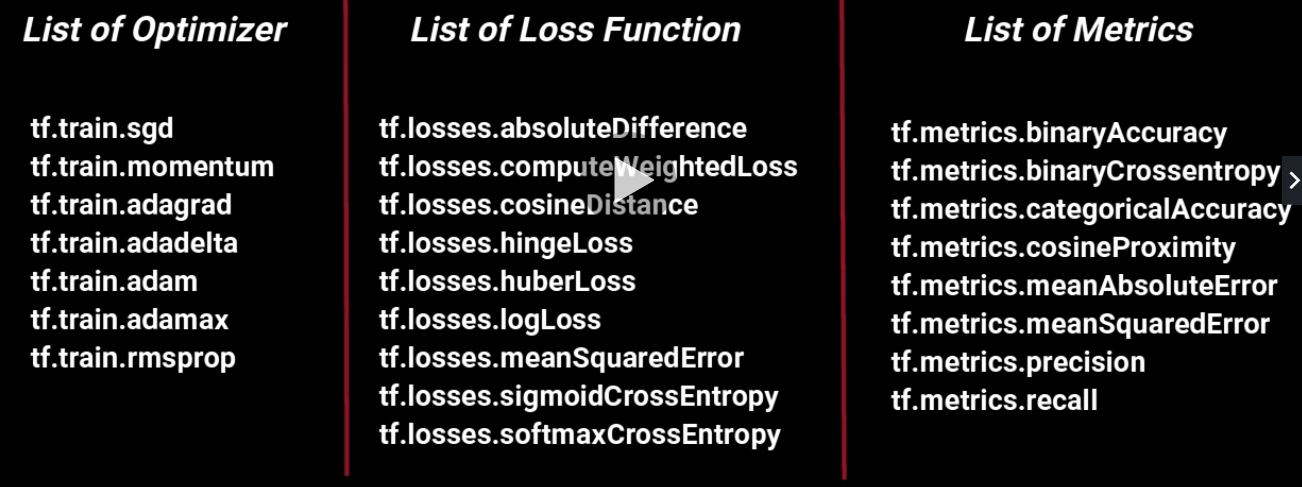 List of Optimizer
tf.train.sgd
tf.train.momentum
tf.train.adagrad
tf.train.adadelta
tf.train.adam
tf.train.adamax
tf.train.rmsprop
List of Loss Function
tf.losses.absoluteDifference
tf.losses.computeWeightedLoss
tf.losses.cosineDistance
tf.losses.hingeLoss
tf.losses.huberLoss
tf.losses.logLoss
tf.losses.meanSquaredError
tf.losses.sigmoidCrossEntropy
tf.losses.softmaxCrossEntropy
List of Metrics
tf.metrics.binaryAccuracy
tf.metrics.binaryCrossentropy
tf.metrics.categoricalAccuracy
tf.metrics.cosineProximity
tf.metrics.meanAbsoluteError
tf.metrics.meanSquaredError
tf.metrics.precision
tf.metrics.recall